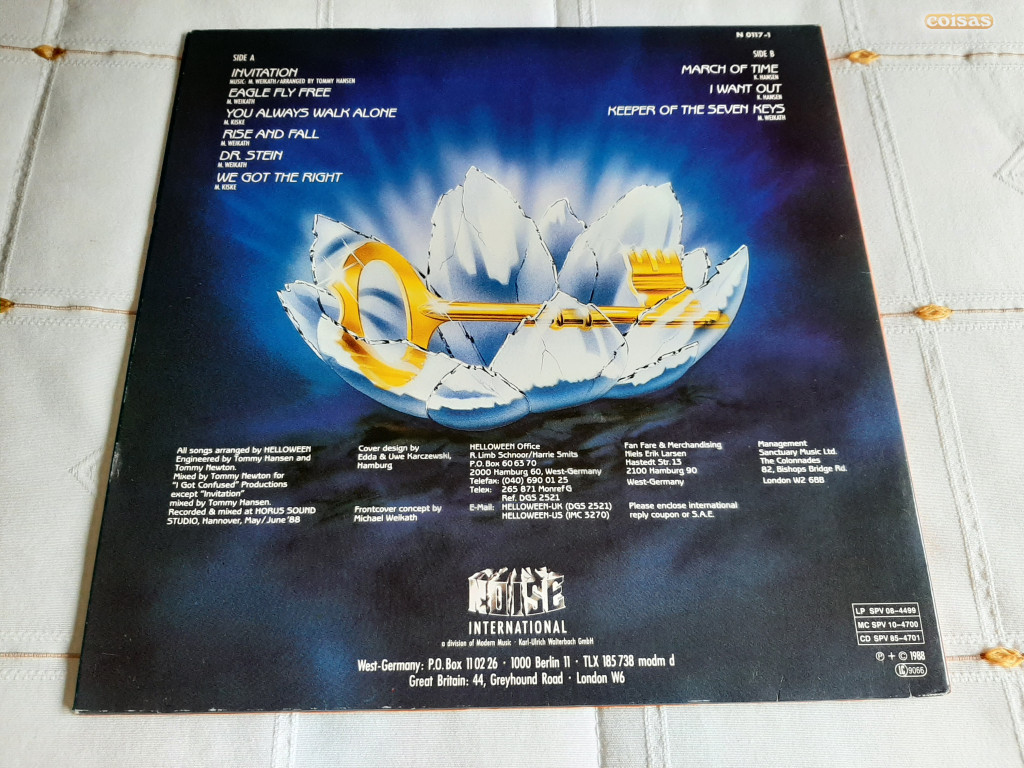 coisas
N 0117-1
SIDE A
INVITATION
MUSIC: M. WEIKATH/ARRANGED BY TOMMY HANSEN
EAGLE FLY FREE
M. WEIKATH
YOU ALWAYS WALK ALONE
M. KISKE
RISE AND FALL
M. WEIKATH
DR. STEIN
M. WEIKATH
WE GOT THE RIGHT
M. KISKE
SIDE B
MARCH OF TIME
K. HANSEN
I WANT OUT
K. HANSEN
KEEPER OF THE SEVEN KEYS
M. WEIKATH
All songs arranged by HELLOWEEN
Engineered by Tommy Hansen and
Tommy Newton.
Mixed by Tommy Newton for
"I Got Confused" Productions
except "Invitation"
mixed by Tommy Hansen.
Recorded & mixed at HORUS SOUND
STUDIO, Hannover, May/June '88
Cover design by
Edda & Uwe Karczewski,
Hamburg
Frontcover concept by
Michael Weikath
HELLOWEEN Office
R. Limb Schnoor/Harrie Smits
P.O. Box 60 63 70
2000 Hamburg 60, West-Germany
Telefax: (040) 690 01 25
Telex: 265 871 Monref G
Ref. DGS 2521
E-Mail: HELLOWEEN-UK (DGS 2521)
HELLOWEEN-US (IMC 3270)
Fan Fare & Merchandising
Niels Erik Larsen
Hastedt Str. 13
2100 Hamburg 90
West-Germany
Please enclose international
reply coupon or S.A.E.
Management
Sanctuary Music Ltd.
The Colonnades
82, Bishops Bridge Rd.
London W2 6BB
NOISE
INTERNATIONAL
a division of Modern Music · Karl-Ulrich Walterbach GmbH
West-Germany: P.O. Box 11 02 26 · 1000 Berlin 11 · TLX 185 738 modm d
Great Britain: 44, Greyhound Road · London W6
LP SPV 08-4499
MC SPV 10-4700
CD SPV 85-4701
℗ + © 1988
LC 9066